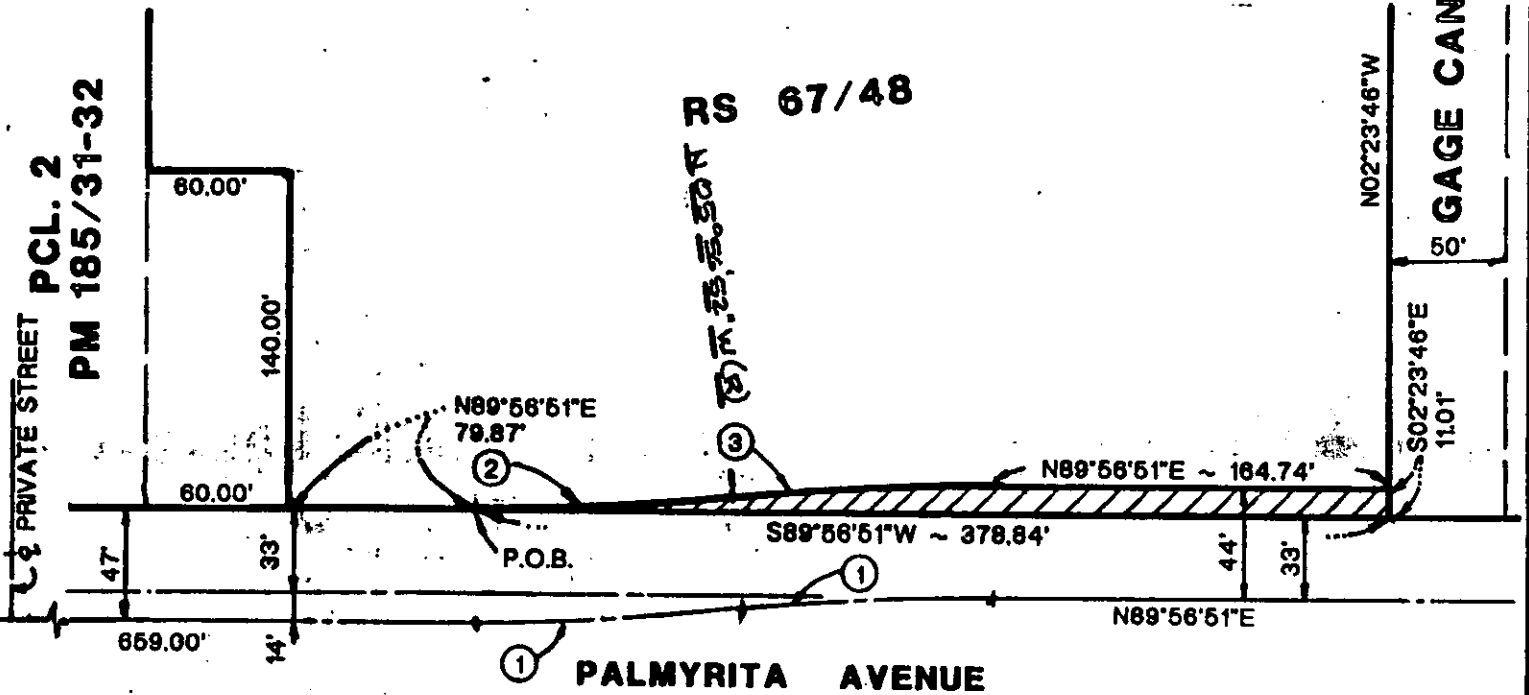 GAGE CAN
RS 67/48
N02°23'46"W
PCL. 2
PM 185/31-32
60.00'
50'
140.00'
S02°23'46"E
11.01'
PRIVATE STREET
N89°56'51"E
79.87'
2
3
N89°56'51"E ~ 164.74'
60.00'
S89°56'51"W ~ 378.84'
47'
33'
P.O.B.
44'
33'
1
N89°56'51"E
659.00'
14'
1
PALMYRITA AVENUE